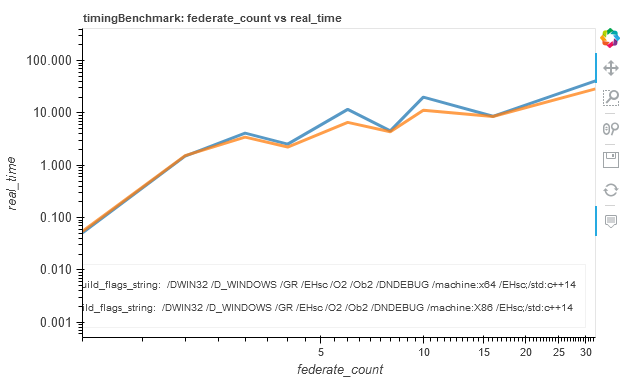 timingBenchmark: federate_count vs real_time
100.000
10.000
1.000
0.100
0.010
0.001
real_time
uild_flags_string: /DWIN32 /D_WINDOWS /GR /EHsc /O2 /Ob2 /DNDEBUG /machine:x64 /EHsc;/std:c++14
ild_flags_string: /DWIN32 /D_WINDOWS /GR /EHsc /O2 /Ob2 /DNDEBUG /machine:X86 /EHsc;/std:c++14
5 10 15 20 25 30
federate_count